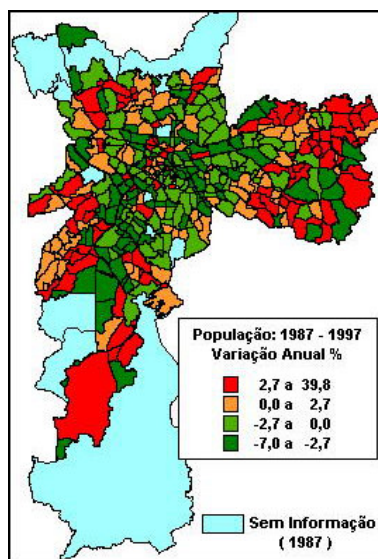 População: 1987 - 1997
Variação Anual %
2,7 a 39,8
0,0 a 2,7
-2,7 a 0,0
-7,0 a -2,7
Sem Informação
( 1987 )